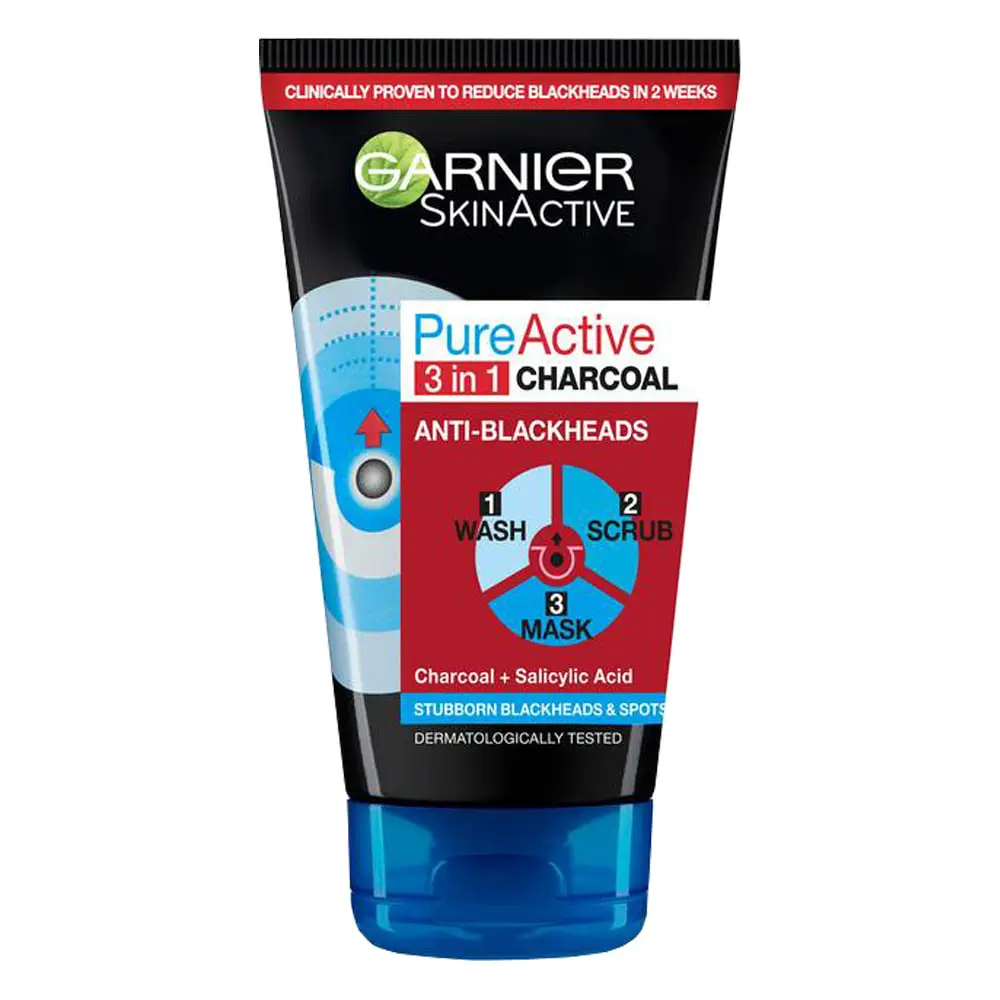 CLINICALLY PROVEN TO REDUCE BLACKHEADS IN 2 WEEKS
GARNIER
SKINACTIVE
PureActive
3 in 1 CHARCOAL
ANTI-BLACKHEADS
1
WASH
2
SCRUB
3
MASK
Charcoal + Salicylic Acid
STUBBORN BLACKHEADS & SPOTS
DERMATOLOGICALLY TESTED